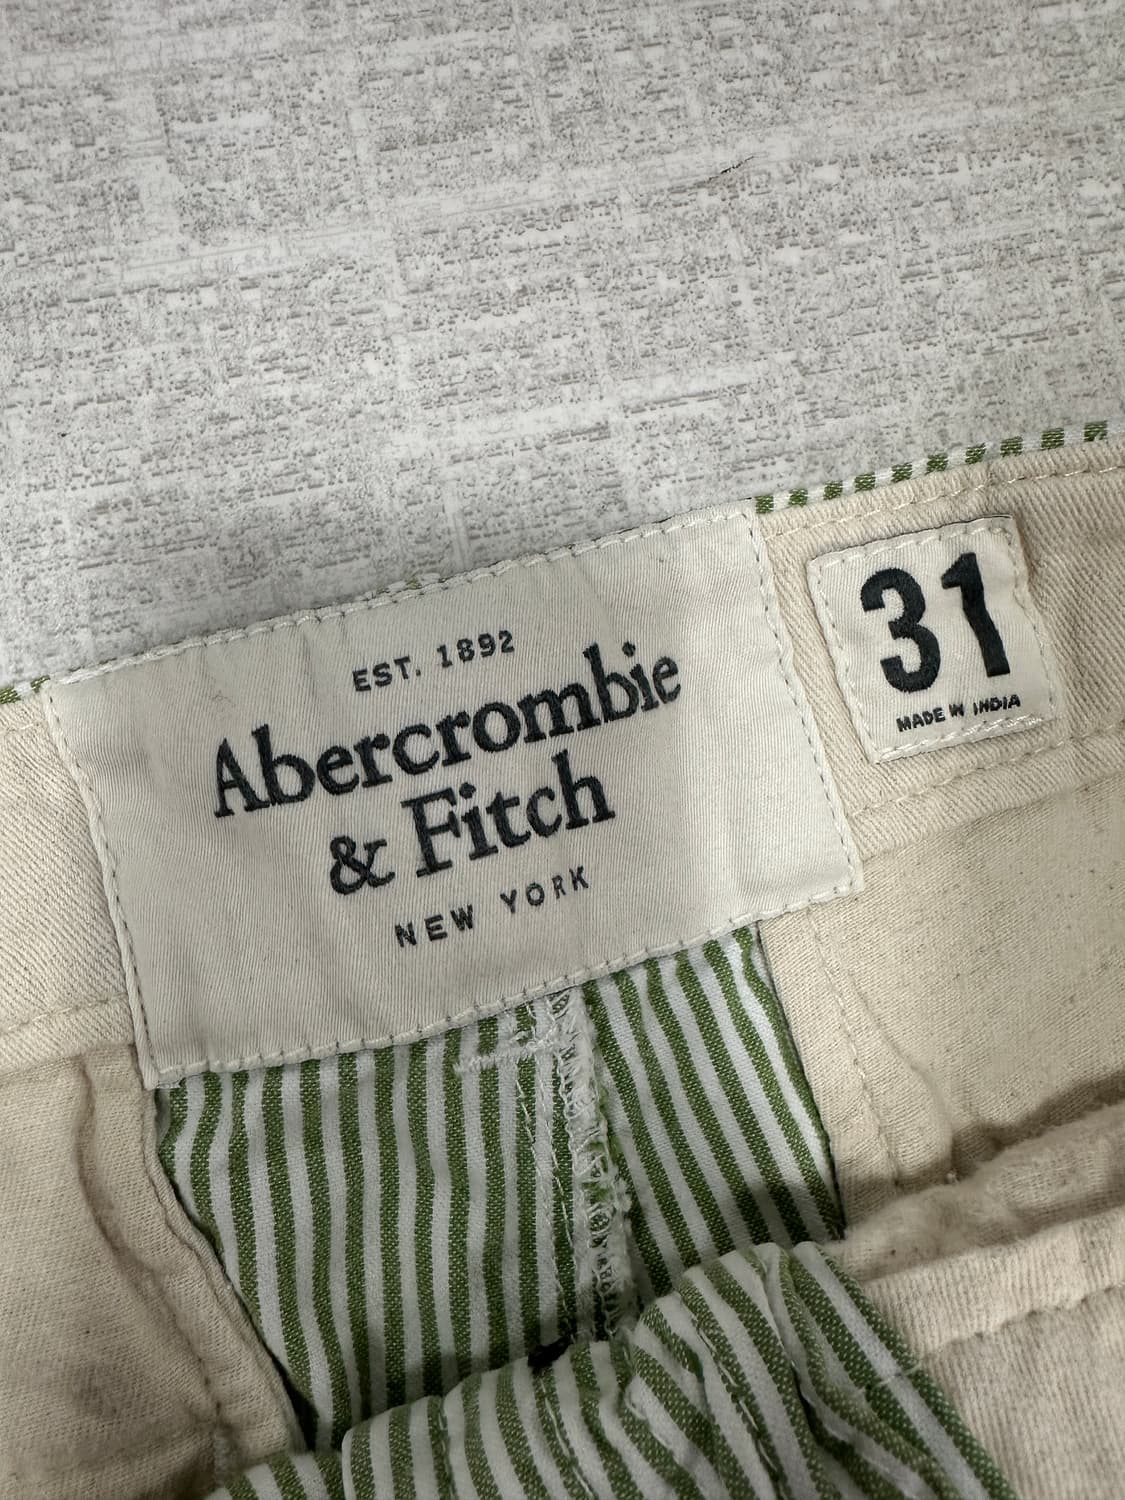 EST. 1892
Abercrombie
& Fitch
NEW YORK
31
MADE IN INDIA